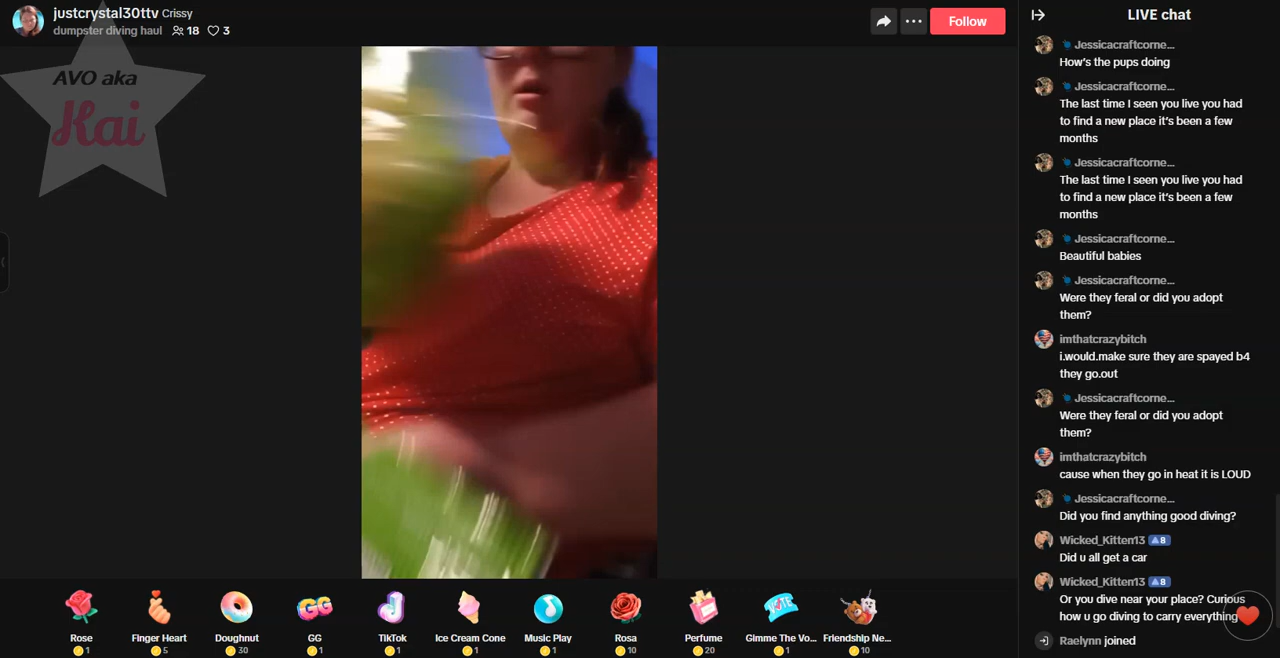 justcrystal30ttv Crissy
dumpster diving haul 18 3
Follow
LIVE chat
AVO aka
Kai
Jessicacraftcorne...
How's the pups doing
Jessicacraftcorne...
The last time I seen you live you had
to find a new place it's been a few
months
Jessicacraftcorne...
The last time I seen you live you had
to find a new place it's been a few
months
Jessicacraftcorne...
Beautiful babies
Jessicacraftcorne...
Were they feral or did you adopt
them?
imthatcrazybitch
i.would.make sure they are spayed b4
they go.out
Jessicacraftcorne...
Were they feral or did you adopt
them?
imthatcrazybitch
cause when they go in heat it is LOUD
Jessicacraftcorne...
Did you find anything good diving?
Wicked_Kitten13 8
Did u all get a car
Wicked_Kitten13 8
Or you dive near your place? Curious
how u go diving to carry everything
Raelynn joined
GG
VOTE
Rose Finger Heart Doughnut GG TikTok Ice Cream Cone Music Play Rosa Perfume Gimme The Vo... Friendship Ne...
1 5 30 1 1 1 1 10 20 1 10